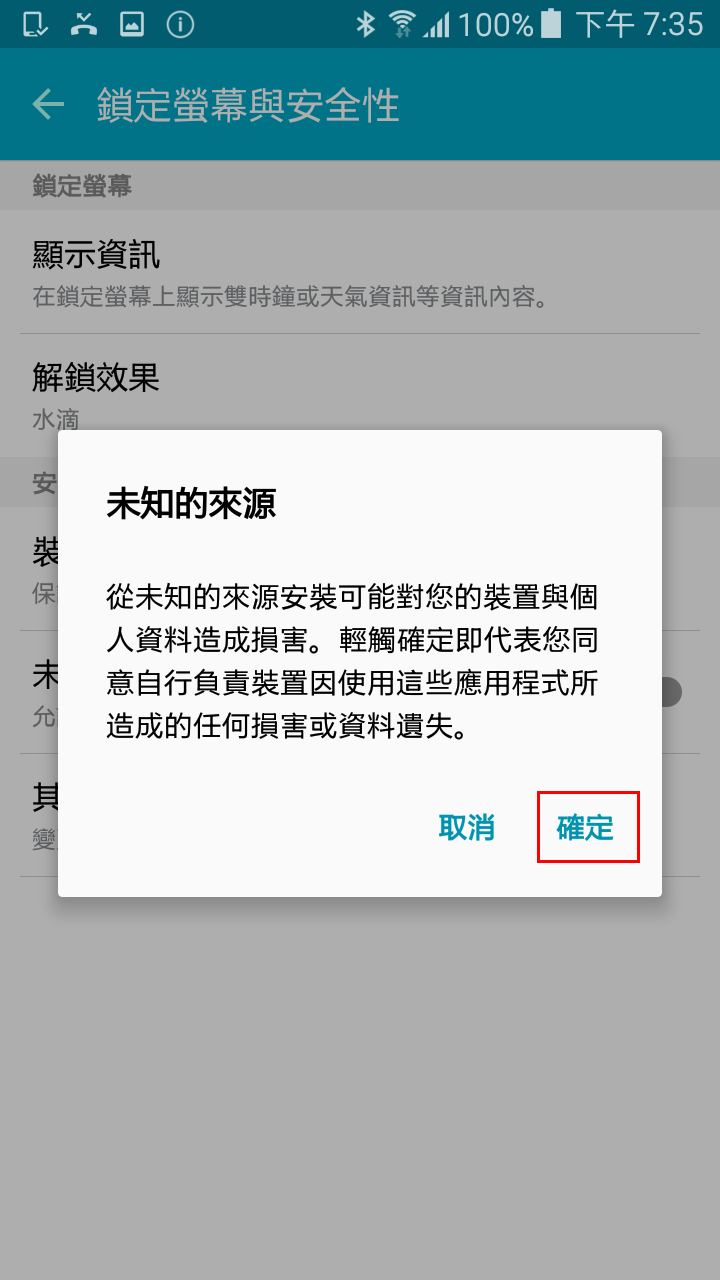 100% 下午 7:35
鎖定螢幕與安全性
鎖定螢幕
顯示資訊
在鎖定螢幕上顯示雙時鐘或天氣資訊等資訊內容。
解鎖效果
水滴
安
未知的來源
裝
從未知的來源安裝可能對您的裝置與個
保
人資料造成損害。輕觸確定即代表您同
未
意自行負責裝置因使用這些應用程式所
允
造成的任何損害或資料遺失。
其
取消 確定
變